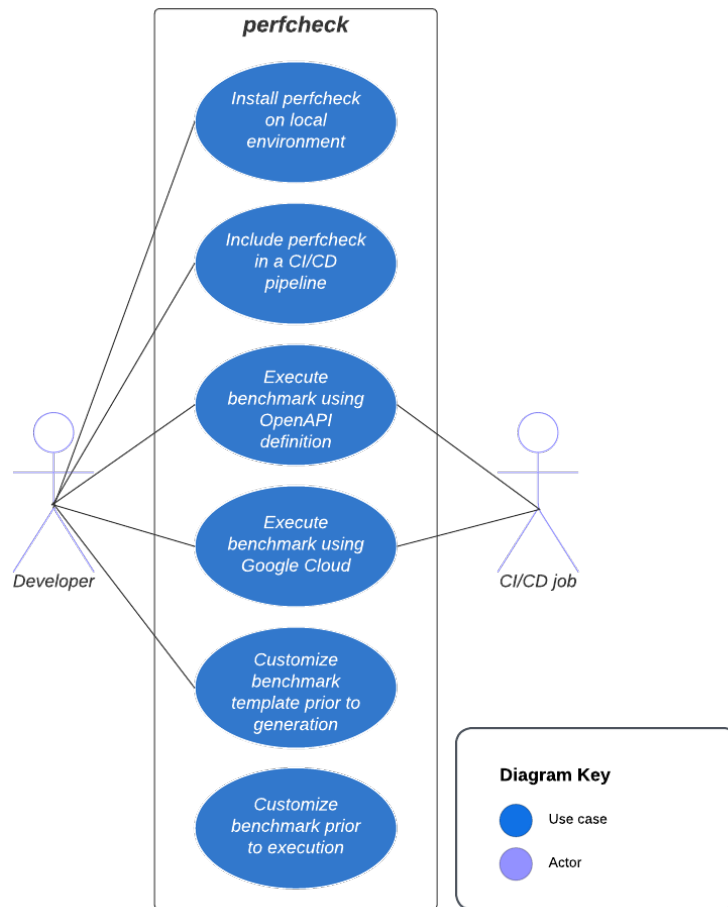 perfcheck
Install perfcheck
on local
environment
Include perfcheck
in a CI/CD
pipeline
Execute
benchmark using
OpenAPI
definition
Execute
benchmark using
Google Cloud
Developer
CI/CD job
Customize
benchmark
template prior to
generation
Customize
benchmark prior
to execution
Diagram Key
Use case
Actor